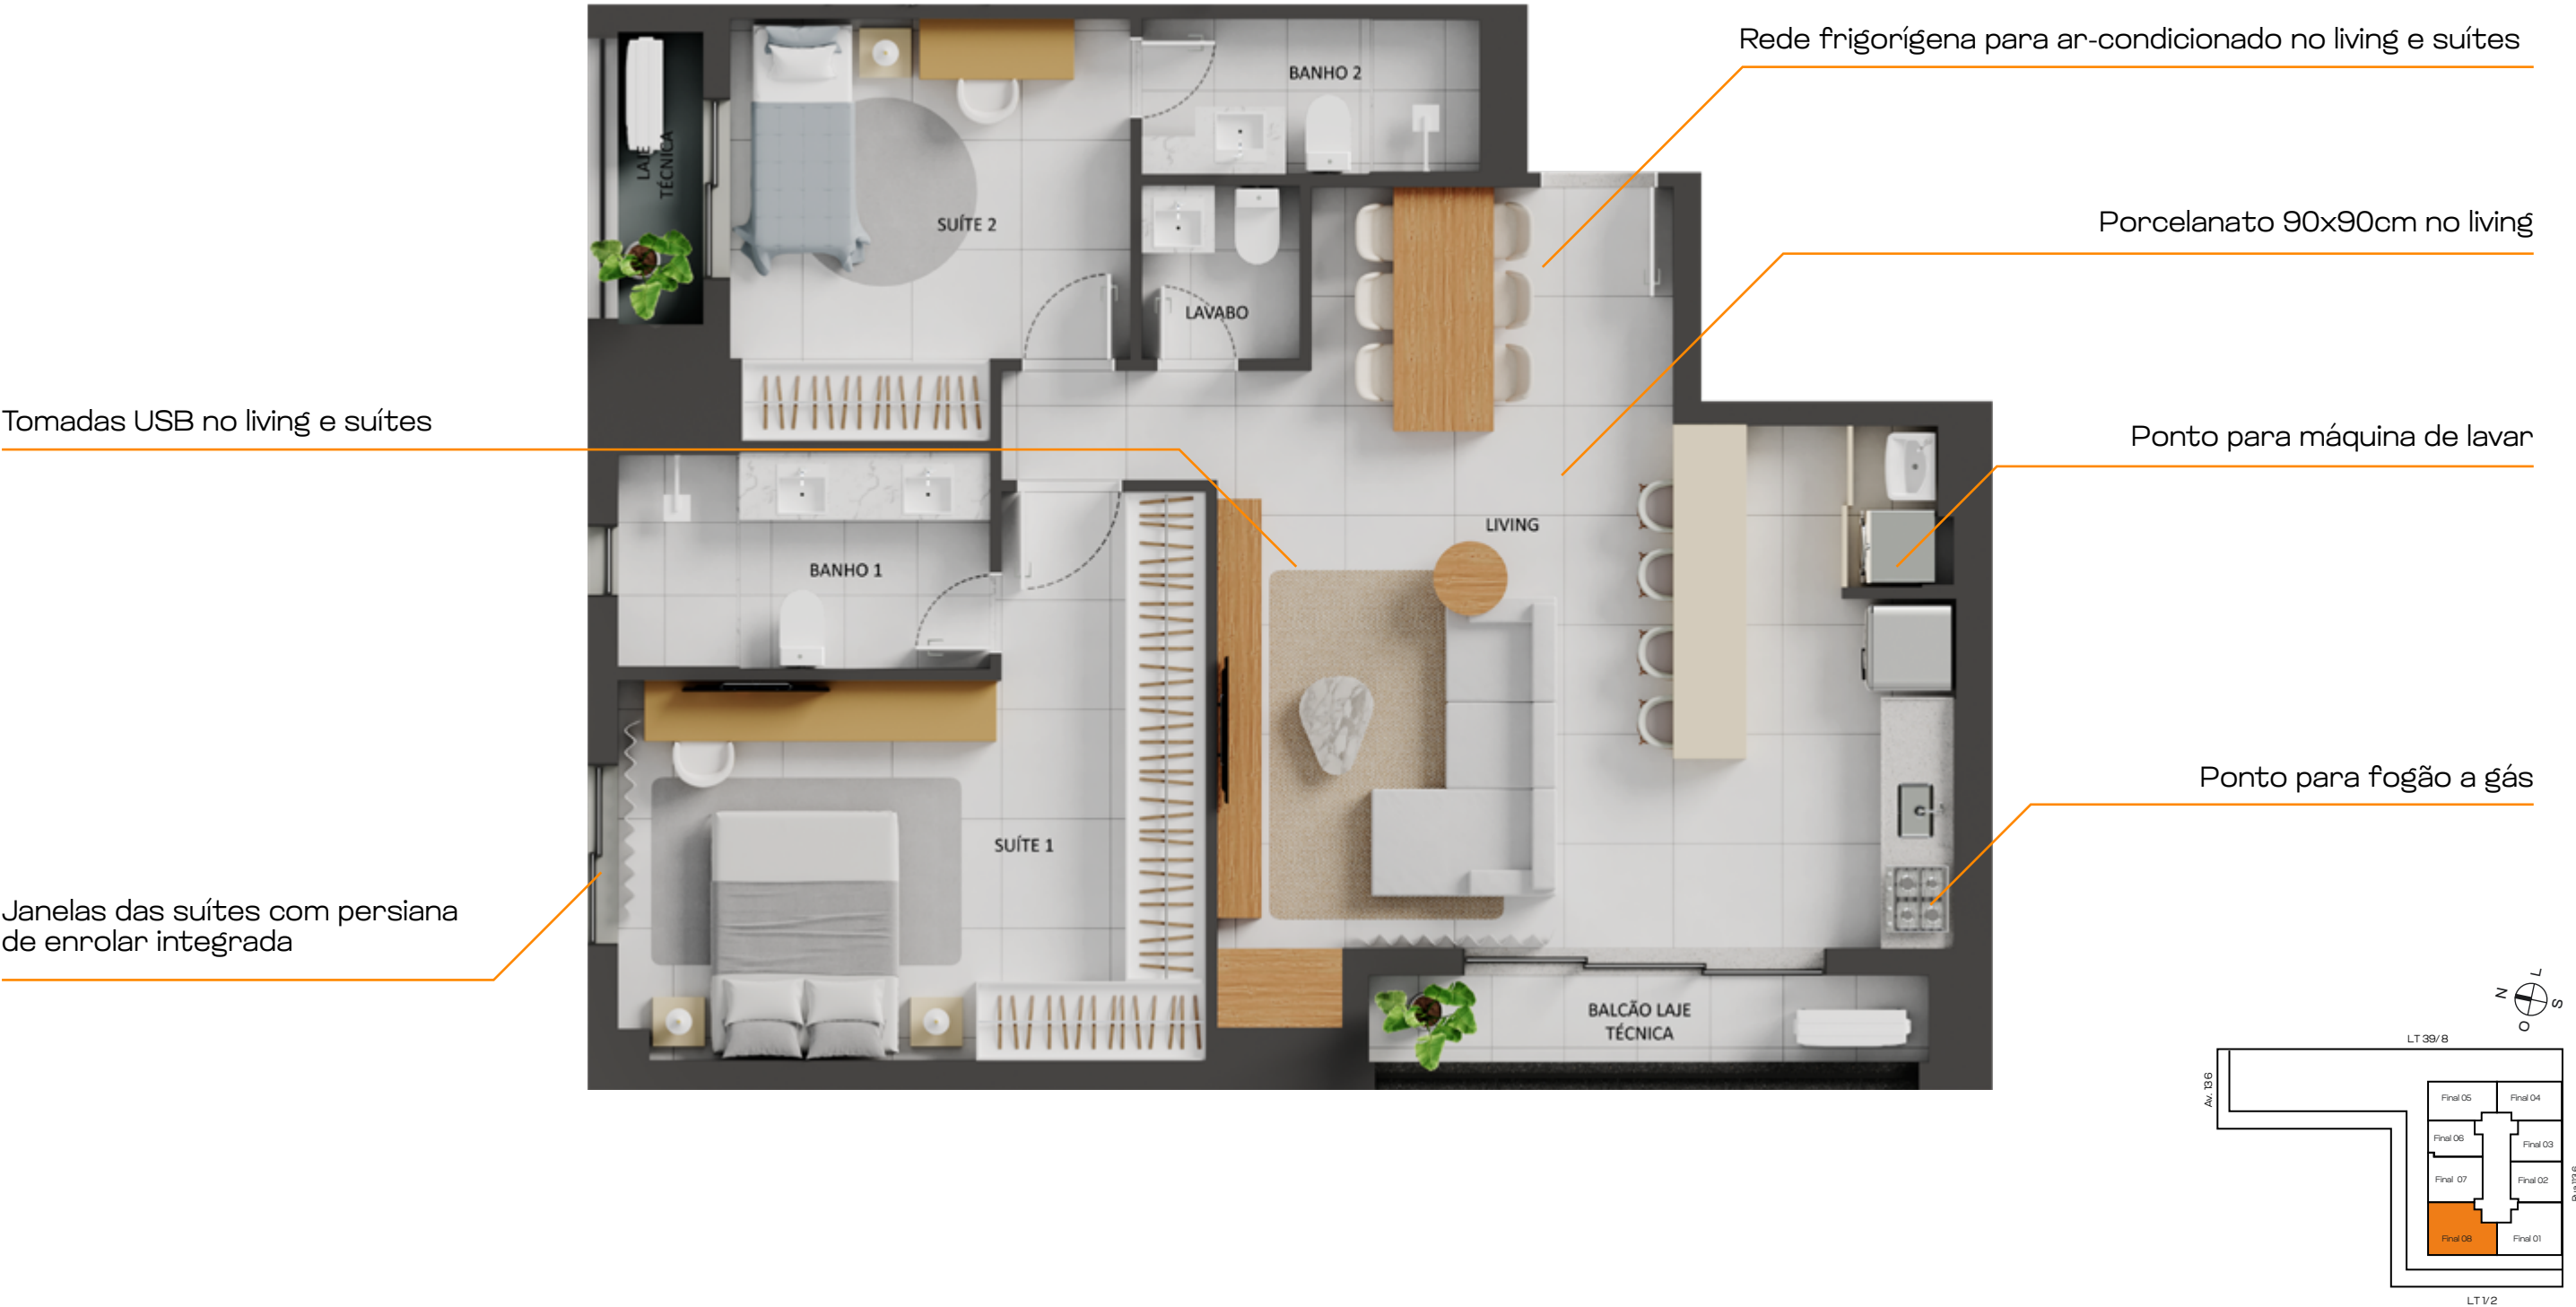 Rede frigorígena para ar-condicionado no living e suítes
BANHO 2
LAJE
TÉCNICA
SUÍTE 2
Porcelanato 90x90cm no living
LAVABO
Tomadas USB no living e suítes
Ponto para máquina de lavar
LIVING
BANHO 1
Ponto para fogão a gás
SUÍTE 1
Janelas das suítes com persiana
de enrolar integrada
BALCÃO LAJE
TÉCNICA
L
N
S
O
LT 39/8
Av. 136
Final 05
Final 04
Final 06
Final 03
Final 07
Final 02
Final 08
Final 01
LT 1/2